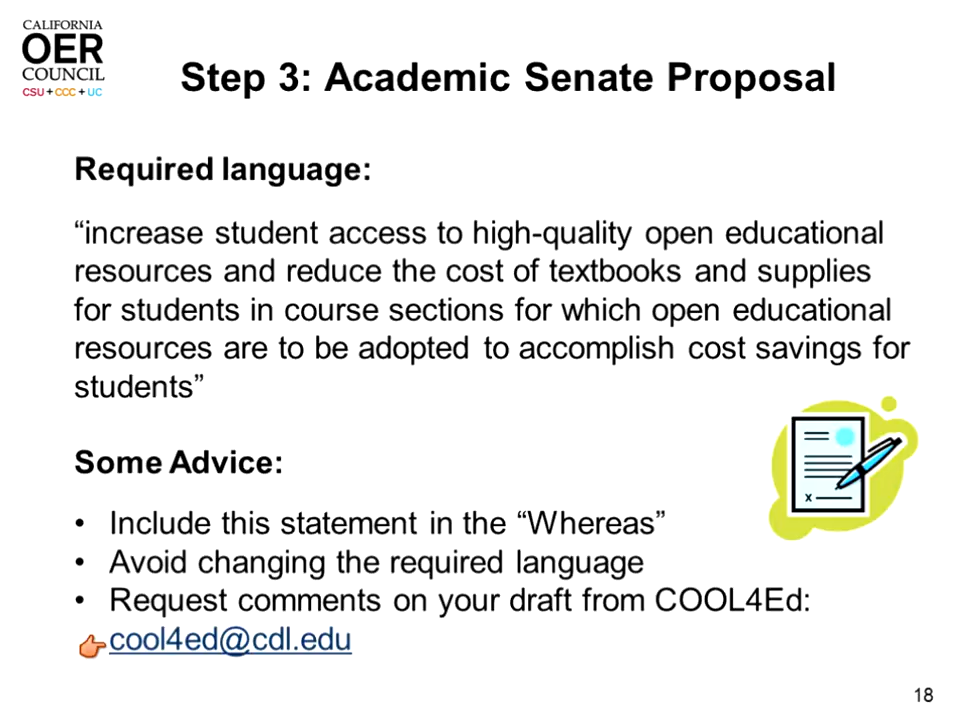 CALIFORNIA
OER
COUNCIL
CSU + CCC + UC
Step 3: Academic Senate Proposal
Required language:
“increase student access to high-quality open educational
resources and reduce the cost of textbooks and supplies
for students in course sections for which open educational
resources are to be adopted to accomplish cost savings for
students”
Some Advice:
• Include this statement in the “Whereas”
• Avoid changing the required language
• Request comments on your draft from COOL4Ed:
cool4ed@cdl.edu
x
18